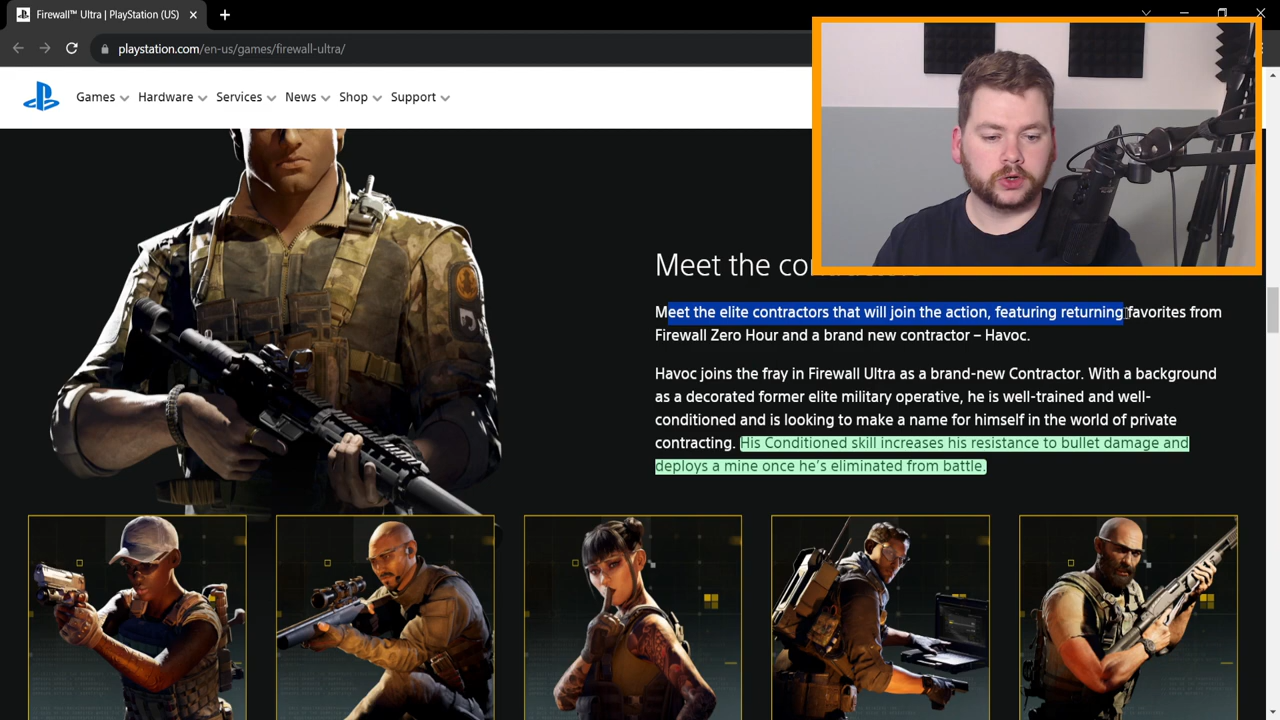 Firewall™ Ultra | PlayStation (US)
playstation.com/en-us/games/firewall-ultra/
Games Hardware Services News Shop Support
Meet the
Meet the elite contractors that will join the action, featuring returning favorites from
Firewall Zero Hour and a brand new contractor – Havoc.
Havoc joins the fray in Firewall Ultra as a brand-new Contractor. With a background
as a decorated former elite military operative, he is well-trained and well-
conditioned and is looking to make a name for himself in the world of private
contracting. His Conditioned skill increases his resistance to bullet damage and
deploys a mine once he’s eliminated from battle.